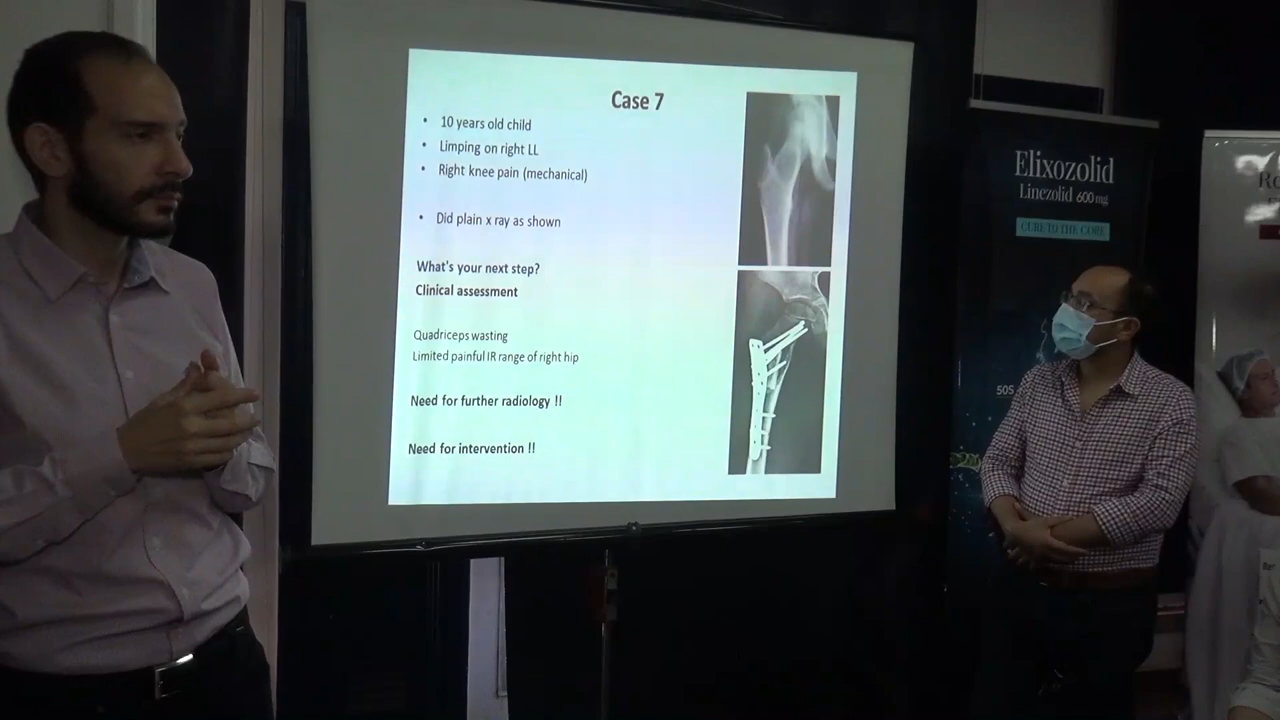 Case 7
• 10 years old child
• Limping on right LL
• Right knee pain (mechanical)
• Did plain x ray as shown
What's your next step?
Clinical assessment
Quadriceps wasting
Limited painful IR range of right hip
Need for further radiology !!
Need for intervention !!
Elixozolid
Linezolid 600 mg
CURE TO THE CORE
505